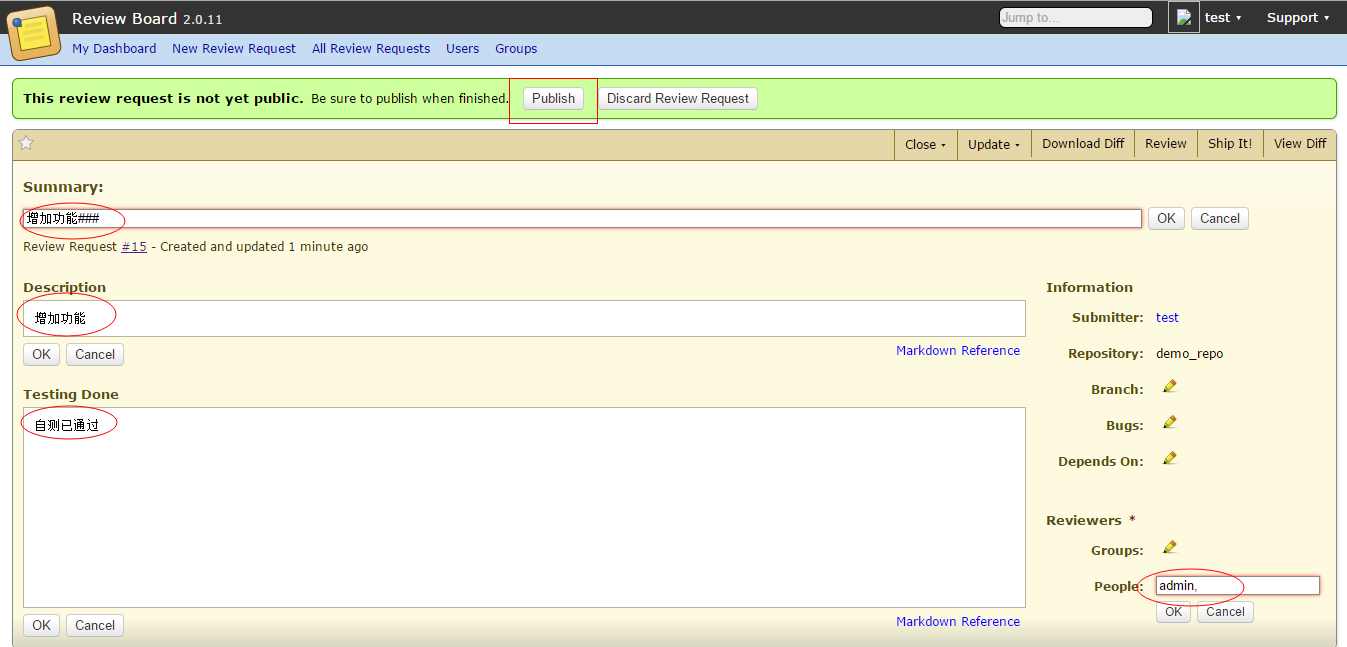 Review Board 2.0.11
Jump to...
test ▾
Support ▾
My Dashboard New Review Request All Review Requests Users Groups
This review request is not yet public. Be sure to publish when finished. Publish Discard Review Request
Close ▾ Update ▾ Download Diff Review Ship It! View Diff
Summary:
增加功能### OK Cancel
Review Request #15 - Created and updated 1 minute ago
Description
增加功能
OK Cancel Markdown Reference
Testing Done
自测已通过
OK Cancel Markdown Reference
Information
Submitter: test
Repository: demo_repo
Branch:
Bugs:
Depends On:
Reviewers *
Groups:
People: admin,
OK Cancel